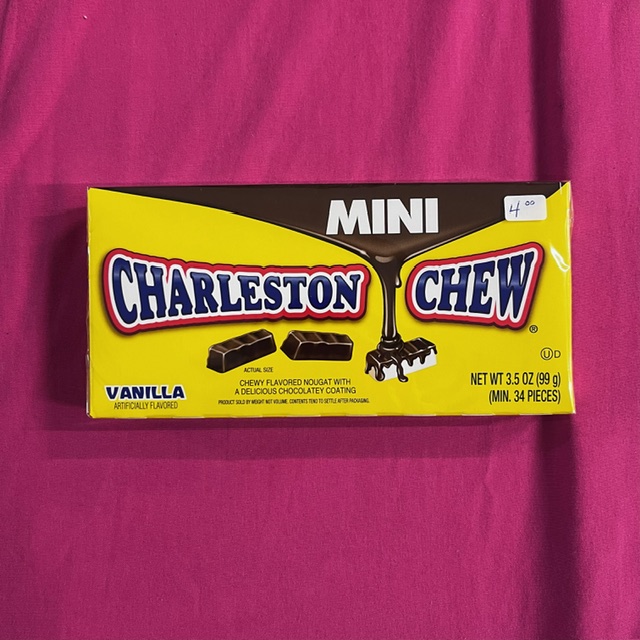 MINI
4 00
CHARLESTON CHEW®
ACTUAL SIZE
CHEWY FLAVORED NOUGAT WITH
A DELICIOUS CHOCOLATEY COATING
PRODUCT SOLD BY WEIGHT NOT VOLUME. CONTENTS TEND TO SETTLE AFTER PACKAGING.
VANILLA
ARTIFICIALLY FLAVORED
Ⓤ D
NET WT 3.5 OZ (99 g)
(MIN. 34 PIECES)